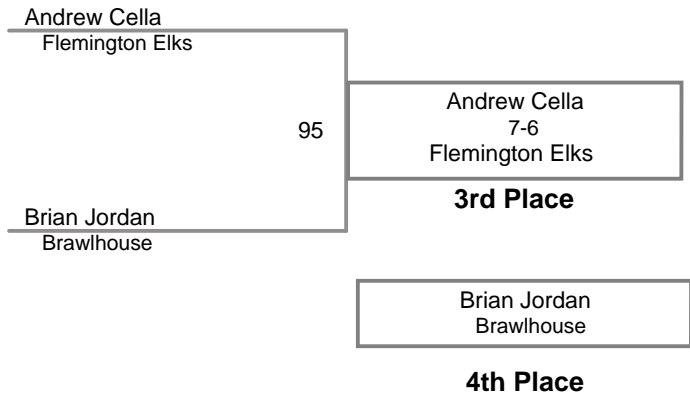 Andrew Cella
Flemington Elks
95
Andrew Cella
7-6
Flemington Elks
3rd Place
Brian Jordan
Brawlhouse
Brian Jordan
Brawlhouse
4th Place